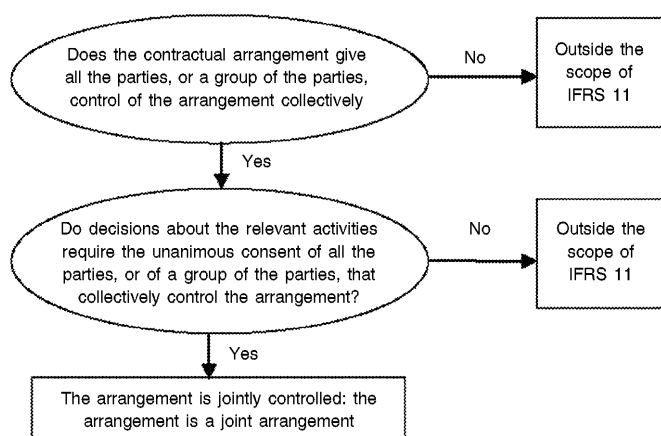 Does the contractual arrangement give
all the parties, or a group of the parties,
control of the arrangement collectively
No
Outside the
scope of
IFRS 11
Yes
Do decisions about the relevant activities
require the unanimous consent of all the
parties, or of a group of the parties, that
collectively control the arrangement?
No
Outside the
scope of
IFRS 11
Yes
The arrangement is jointly controlled: the
arrangement is a joint arrangement